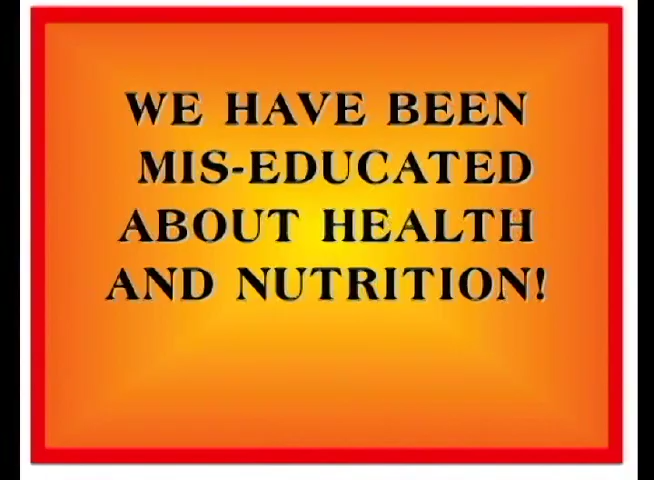 WE HAVE BEEN
MIS-EDUCATED
ABOUT HEALTH
AND NUTRITION!